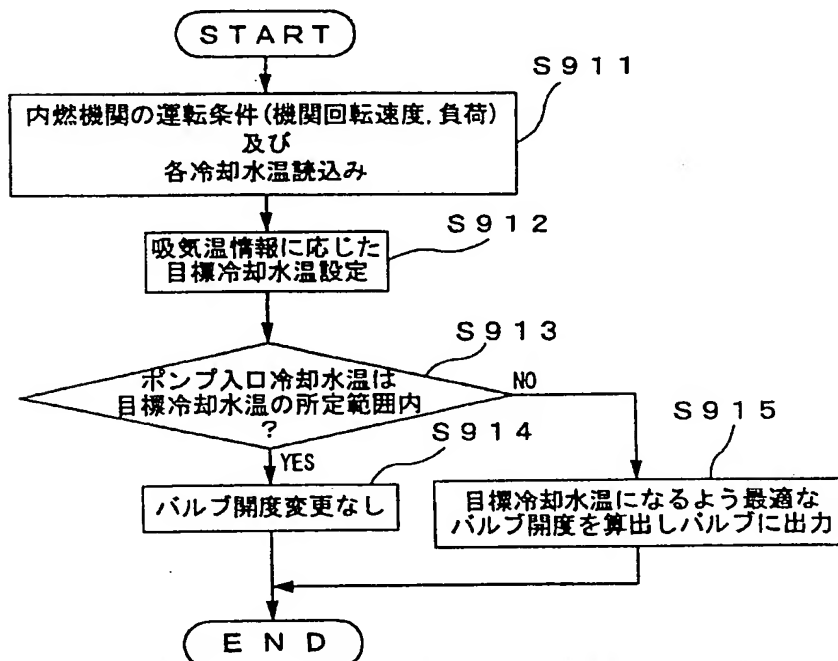 START
S911
内燃機関の運転条件(機関回転速度,負荷)
及び
各冷却水温読込み
S912
吸気温情報に応じた
目標冷却水温設定
S913
ポンプ入口冷却水温は
目標冷却水温の所定範囲内
?
NO
YES
S914
バルブ開度変更なし
S915
目標冷却水温になるよう最適な
バルブ開度を算出しバルブに出力
END